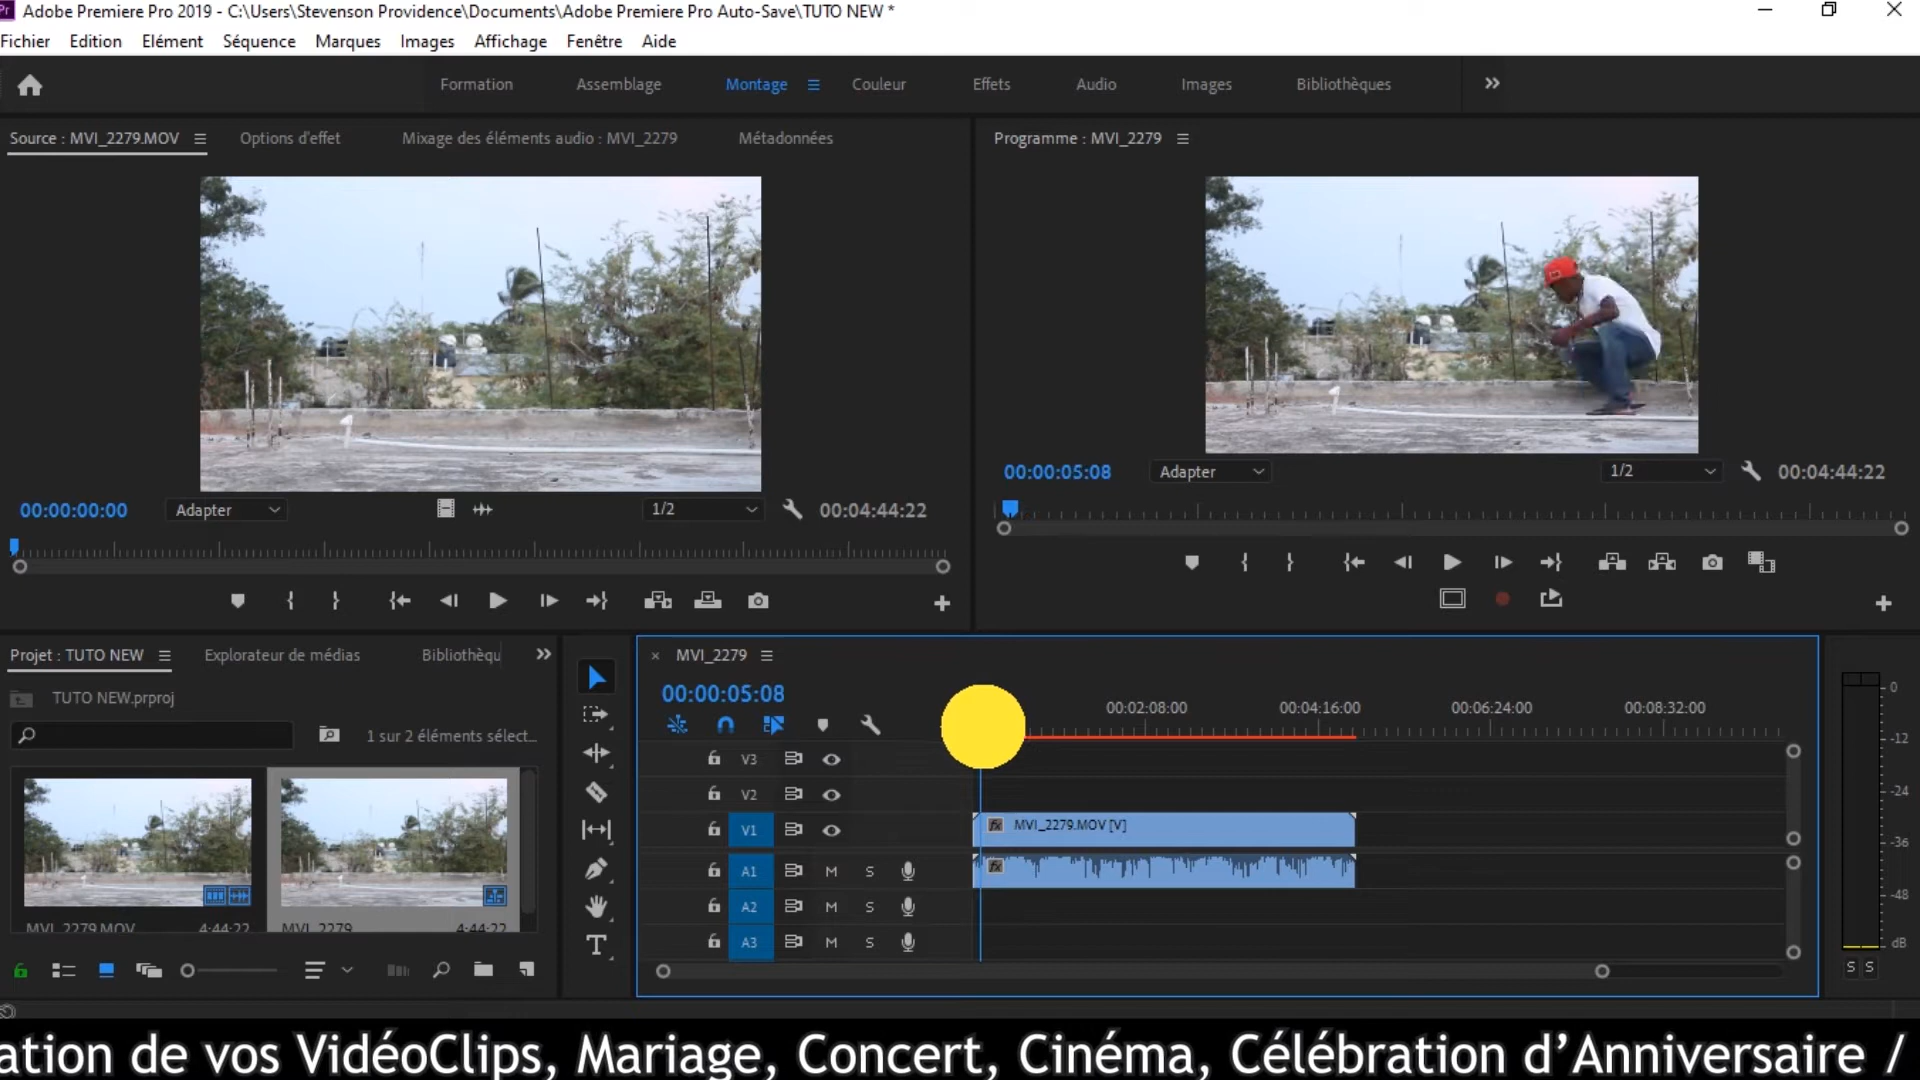 Adobe Premiere Pro 2019 - C:\Users\Stevenson Providence\Documents\Adobe Premiere Pro Auto-Save\TUTO NEW *
Fichier Edition Elément Séquence Marques Images Affichage Fenêtre Aide
Formation Assemblage Montage Couleur Effets Audio Images Bibliothèques
Source : MVI_2279.MOV Options d'effet Mixage des éléments audio : MVI_2279 Métadonnées
Programme : MVI_2279
00:00:00:00 Adapter 1/2 00:04:44:22
00:00:05:08 Adapter 1/2 00:04:44:22
Projet : TUTO NEW Explorateur de médias Bibliothèqu
TUTO NEW.prproj
1 sur 2 éléments sélect...
MVI_2279.MOV 4:44:22 MVI_2279 4:44:22
MVI_2279
00:00:05:08
00:02:08:00 00:04:16:00 00:06:24:00 00:08:32:00
V3
V2
V1 fx MVI_2279.MOV [V]
A1 M S fx
A2 M S
A3 M S
0
-12
-24
-36
-48
dB
S S
ation de vos VidéoClips, Mariage, Concert, Cinéma, Célébration d’Anniversaire /